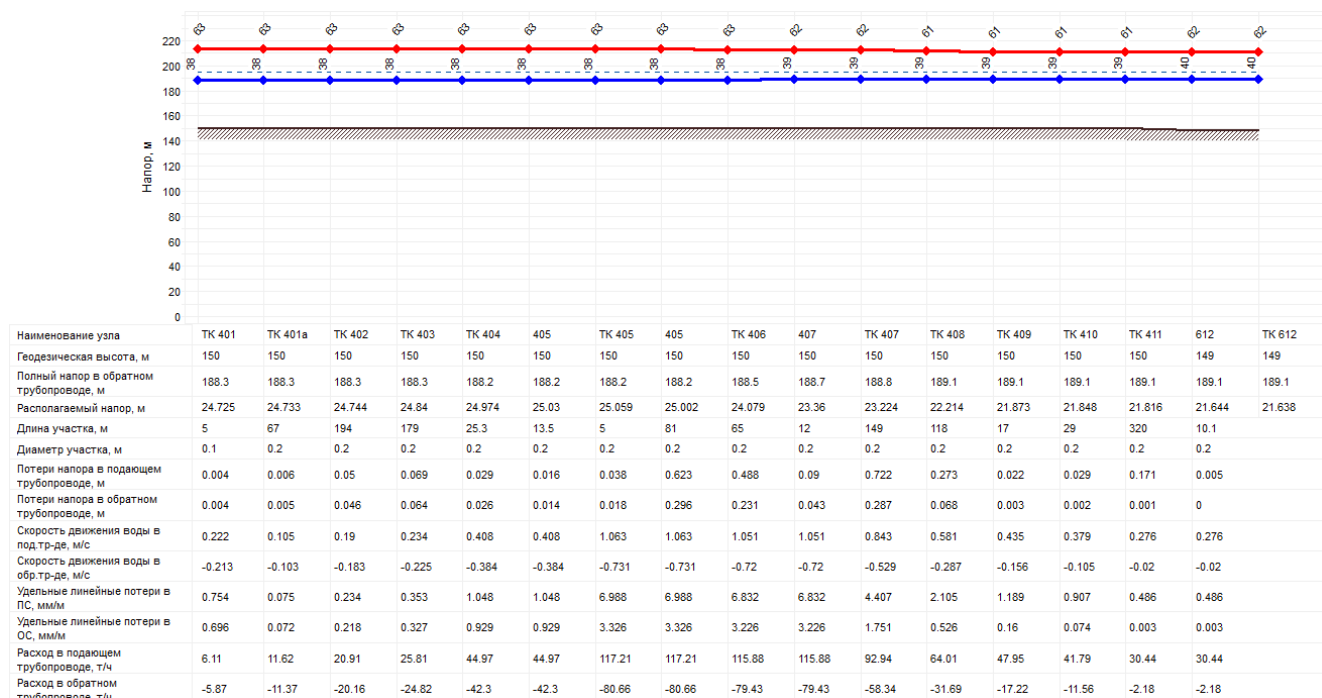 63 63 63 63 63 63 63 63 63 62 62 61 61 61 61 62 62
220
200 38 38 38 38 38 38 38 38 38 39 39 39 39 39 39 40 40
180
160
140
120
100
80
60
40
20
0
Напор, м
Наименование узла ТК 401 ТК 401а ТК 402 ТК 403 ТК 404 405 ТК 405 405 ТК 406 407 ТК 407 ТК 408 ТК 409 ТК 410 ТК 411 612 ТК 612
Геодезическая высота, м 150 150 150 150 150 150 150 150 150 150 150 150 150 150 150 149 149
Полный напор в обратном
трубопроводе, м 188.3 188.3 188.3 188.3 188.2 188.2 188.2 188.2 188.5 188.7 188.8 189.1 189.1 189.1 189.1 189.1 189.1
Располагаемый напор, м 24.725 24.733 24.744 24.84 24.974 25.03 25.059 25.002 24.079 23.36 23.224 22.214 21.873 21.848 21.816 21.644 21.638
Длина участка, м 5 67 194 179 25.3 13.5 5 81 65 12 149 118 17 29 320 10.1
Диаметр участка, м 0.1 0.2 0.2 0.2 0.2 0.2 0.2 0.2 0.2 0.2 0.2 0.2 0.2 0.2 0.2 0.2
Потери напора в подающем
трубопроводе, м 0.004 0.006 0.05 0.069 0.029 0.016 0.038 0.623 0.488 0.09 0.722 0.273 0.022 0.029 0.171 0.005
Потери напора в обратном
трубопроводе, м 0.004 0.005 0.046 0.064 0.026 0.014 0.018 0.296 0.231 0.043 0.287 0.068 0.003 0.002 0.001 0
Скорость движения воды в
под.тр-де, м/с 0.222 0.105 0.19 0.234 0.408 0.408 1.063 1.063 1.051 1.051 0.843 0.581 0.435 0.379 0.276 0.276
Скорость движения воды в
обр.тр-де, м/с -0.213 -0.103 -0.183 -0.225 -0.384 -0.384 -0.731 -0.731 -0.72 -0.72 -0.529 -0.287 -0.156 -0.105 -0.02 -0.02
Удельные линейные потери в
ПС, мм/м 0.754 0.075 0.234 0.353 1.048 1.048 6.988 6.988 6.832 6.832 4.407 2.105 1.189 0.907 0.486 0.486
Удельные линейные потери в
ОС, мм/м 0.696 0.072 0.218 0.327 0.929 0.929 3.326 3.326 3.226 3.226 1.751 0.526 0.16 0.074 0.003 0.003
Расход в подающем
трубопроводе, т/ч 6.11 11.62 20.91 25.81 44.97 44.97 117.21 117.21 115.88 115.88 92.94 64.01 47.95 41.79 30.44 30.44
Расход в обратном
трубопроводе, т/ч -5.87 -11.37 -20.16 -24.82 -42.3 -42.3 -80.66 -80.66 -79.43 -79.43 -58.34 -31.69 -17.22 -11.56 -2.18 -2.18